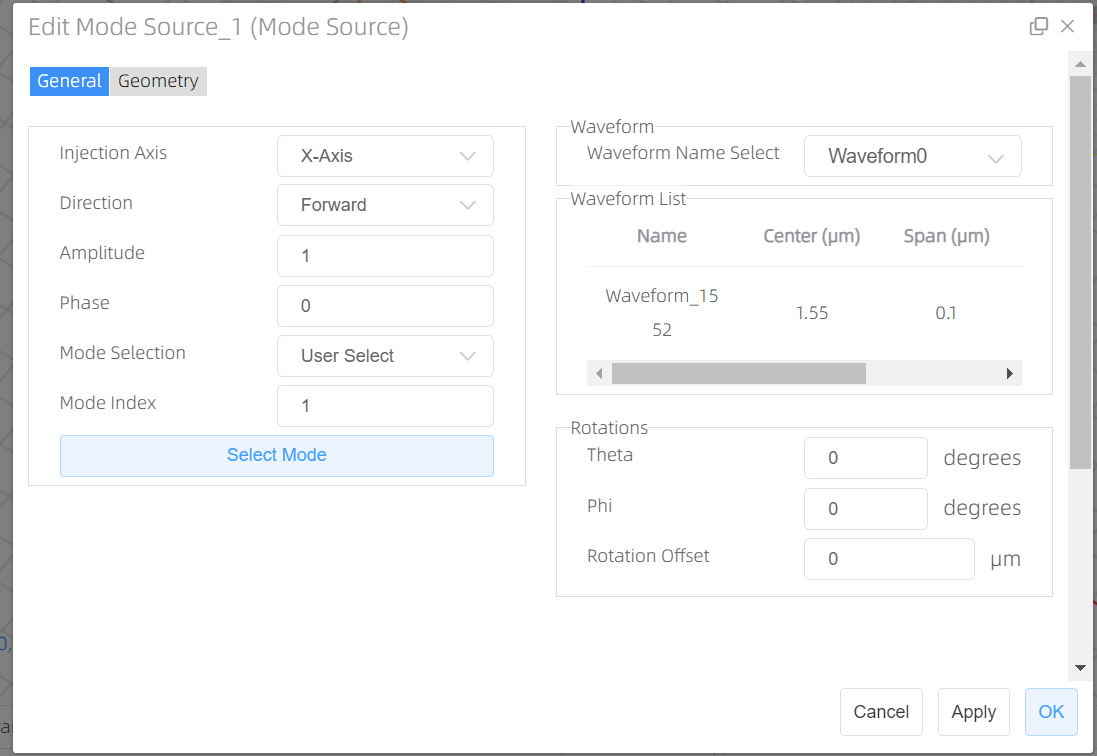 Edit Mode Source_1 (Mode Source)
General Geometry
Injection Axis X-Axis
Direction Forward
Amplitude 1
Phase 0
Mode Selection User Select
Mode Index 1
Select Mode
Waveform
Waveform Name Select Waveform0
Waveform List
Name Center (μm) Span (μm)
Waveform_15
52 1.55 0.1
Rotations
Theta 0 degrees
Phi 0 degrees
Rotation Offset 0 μm
Cancel Apply OK